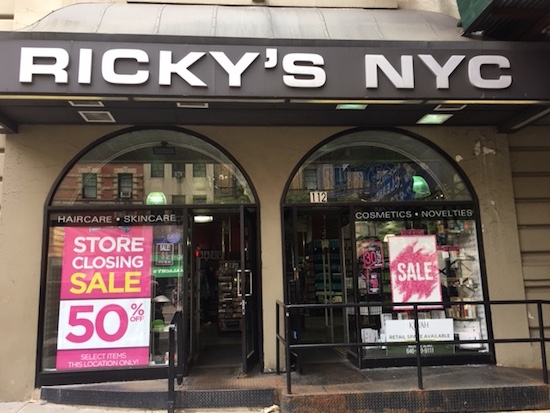 RICKY'S NYC
112
HAIRCARE • SKINCARE
COSMETICS • NOVELTIES
STORE
CLOSING
SALE
50% OFF
SELECT ITEMS
THIS LOCATION ONLY!
SALE
SALE
RETAIL SPACE AVAILABLE